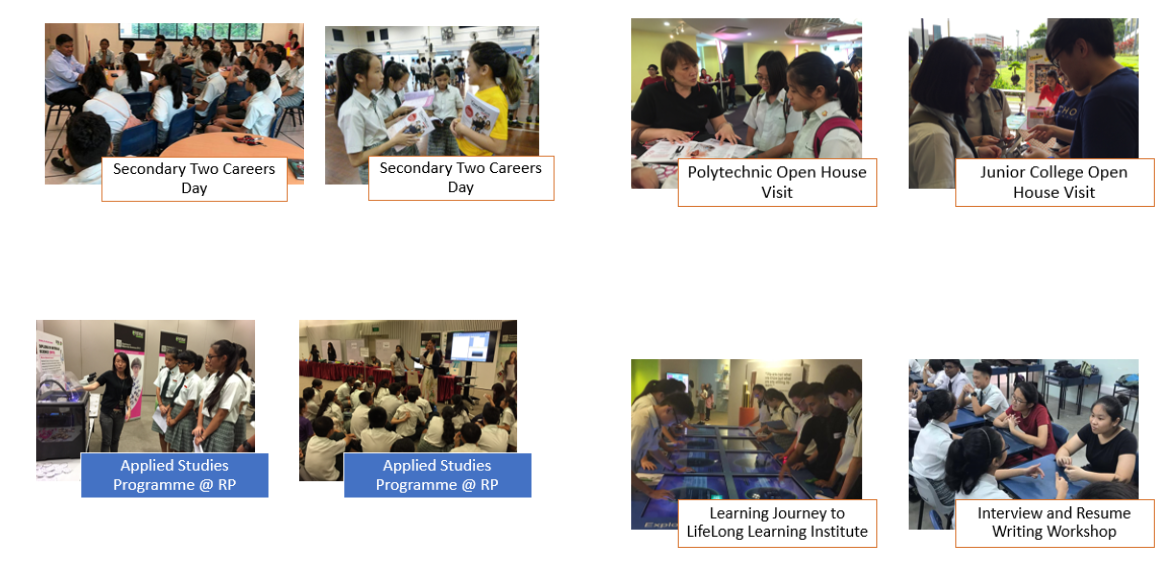 Secondary Two Careers
Day
Secondary Two Careers
Day
Polytechnic Open House
Visit
Junior College Open
House Visit
Applied Studies
Programme @ RP
Applied Studies
Programme @ RP
Learning Journey to
LifeLong Learning Institute
Interview and Resume
Writing Workshop